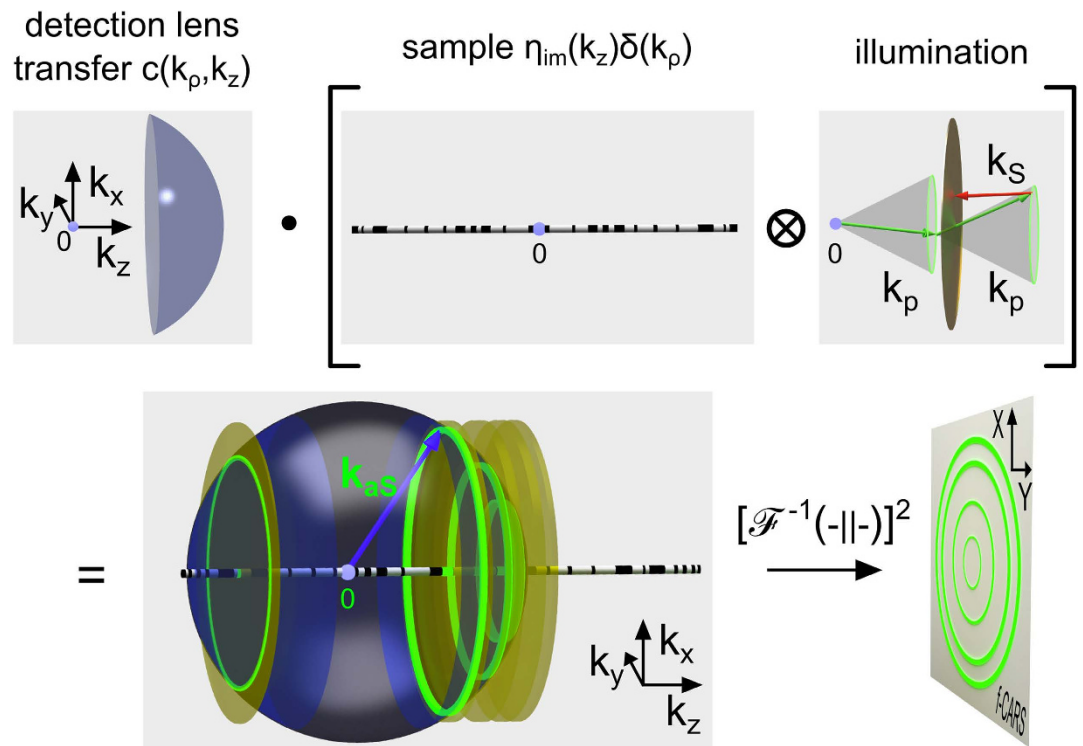 detection lens
transfer c(kρ,kz)
sample ηim(kz)δ(kρ)
illumination
kx
ky
0
kz
•
0
⊗
kS
0
kp
kp
kaS
0
=
kx
ky
kz
[ℱ⁻¹(-||-)]²
X
Y
f-CARS